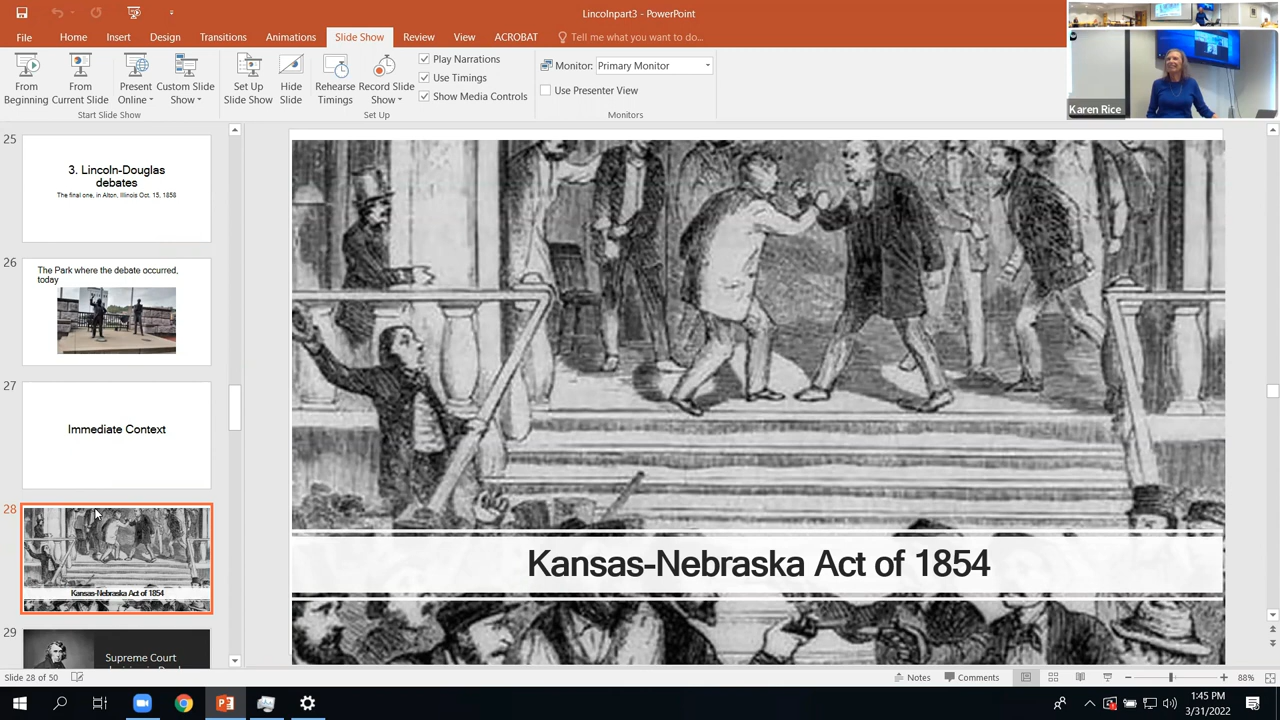 Lincolnpart3 - PowerPoint
File Home Insert Design Transitions Animations Slide Show Review View ACROBAT Tell me what you want to do...
From Beginning
From Current Slide
Present Online
Custom Slide Show
Start Slide Show
Set Up Slide Show
Hide Slide
Rehearse Timings
Record Slide Show
Play Narrations
Use Timings
Show Media Controls
Set Up
Monitor: Primary Monitor
Use Presenter View
Monitors
Karen Rice
25
3. Lincoln-Douglas
debates
The final one, in Alton, Illinois Oct. 15, 1858
26
The Park where the debate occurred,
today
27
Immediate Context
28
Kansas-Nebraska Act of 1854
29
Supreme Court
Kansas-Nebraska Act of 1854
Slide 28 of 50
Notes
Comments
88%
1:45 PM
3/31/2022